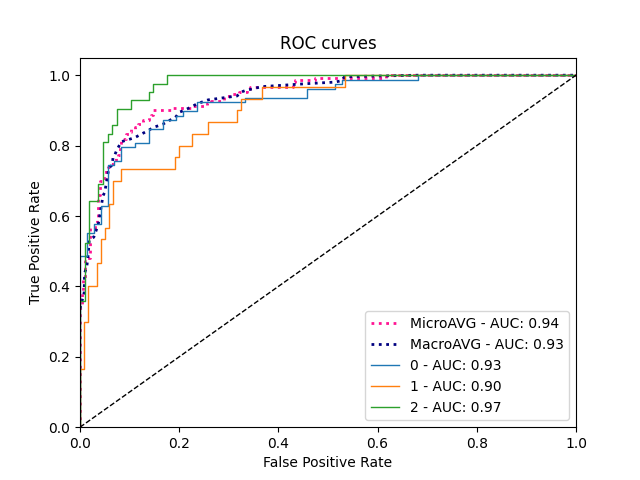 ROC curves
1.0
0.8
0.6
0.4
0.2
0.0
True Positive Rate
MicroAVG - AUC: 0.94
MacroAVG - AUC: 0.93
0 - AUC: 0.93
1 - AUC: 0.90
2 - AUC: 0.97
0.0 0.2 0.4 0.6 0.8 1.0
False Positive Rate